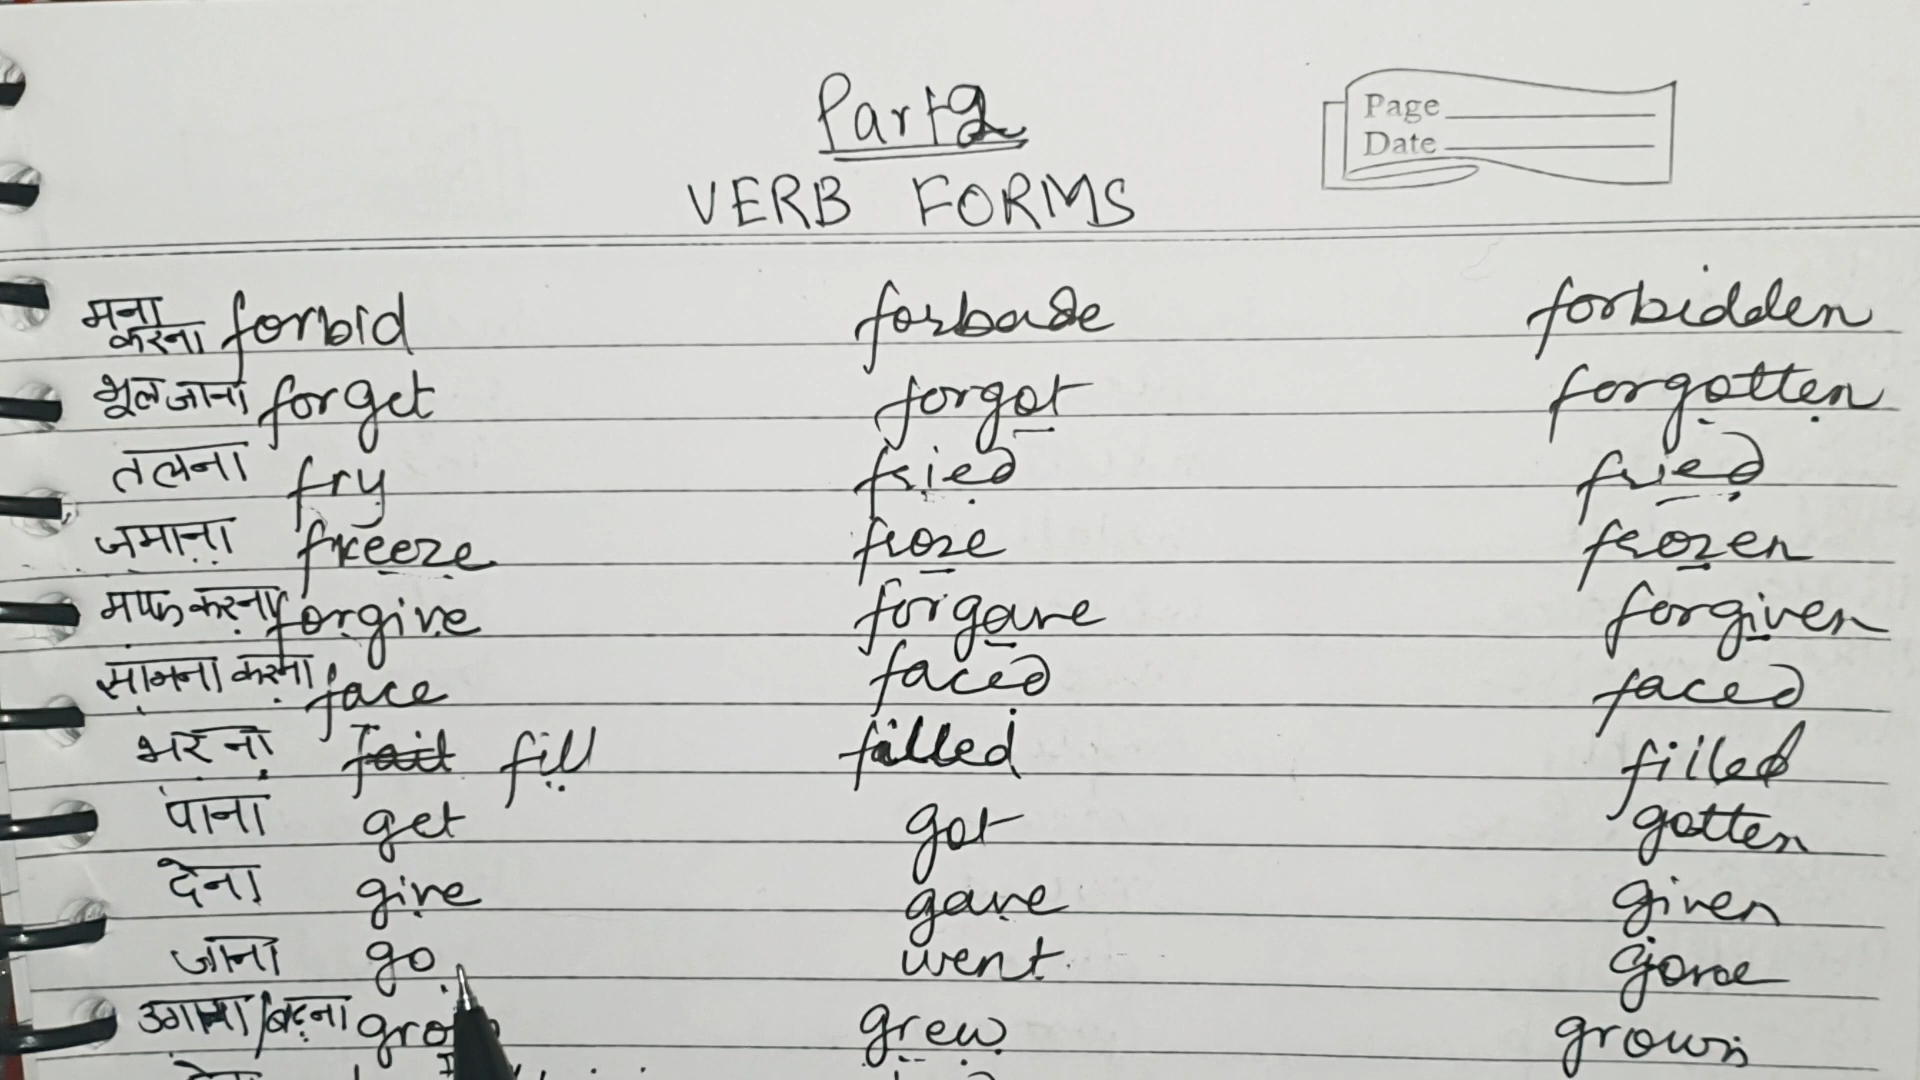 Part 2
Page
Date
VERB FORMS
मना करना forbid forbade forbidden
भूल जाना forget forgot forgotten
तलना fry fried fried
जमाना freeze froze frozen
माफ करना forgive forgave forgiven
सामना करना face faced faced
भरना fill filled filled
पाना get got gotten
देना give gave given
जाना go went gone
उगाना/बढ़ना grew grown